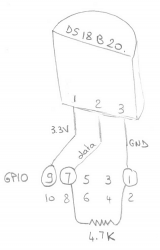 DS18B20.
1 2 3
3.3V
data
GND
GPIO 9 7 5 3 1
10 8 6 4 2
4.7K